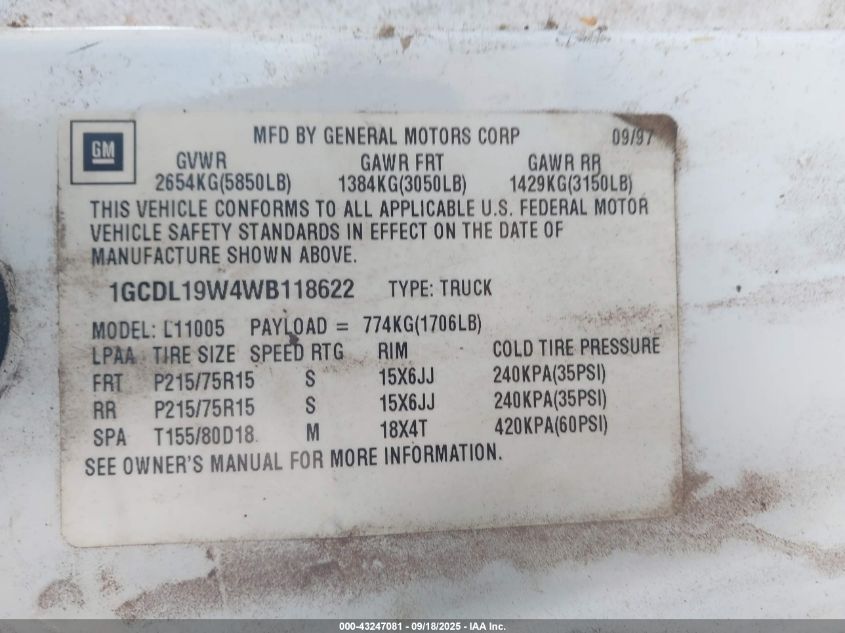 GM
MFD BY GENERAL MOTORS CORP 09/97
GVWR GAWR FRT GAWR RR
2654KG(5850LB) 1384KG(3050LB) 1429KG(3150LB)
THIS VEHICLE CONFORMS TO ALL APPLICABLE U.S. FEDERAL MOTOR
VEHICLE SAFETY STANDARDS IN EFFECT ON THE DATE OF
MANUFACTURE SHOWN ABOVE.
1GCDL19W4WB118622 TYPE: TRUCK
MODEL: L11005 PAYLOAD = 774KG(1706LB)
LPAA TIRE SIZE SPEED RTG RIM COLD TIRE PRESSURE
FRT P215/75R15 S 15X6JJ 240KPA(35PSI)
RR P215/75R15 S 15X6JJ 240KPA(35PSI)
SPA T155/80D18 M 18X4T 420KPA(60PSI)
SEE OWNER'S MANUAL FOR MORE INFORMATION.
000-43247081 - 09/18/2025 - IAA Inc.